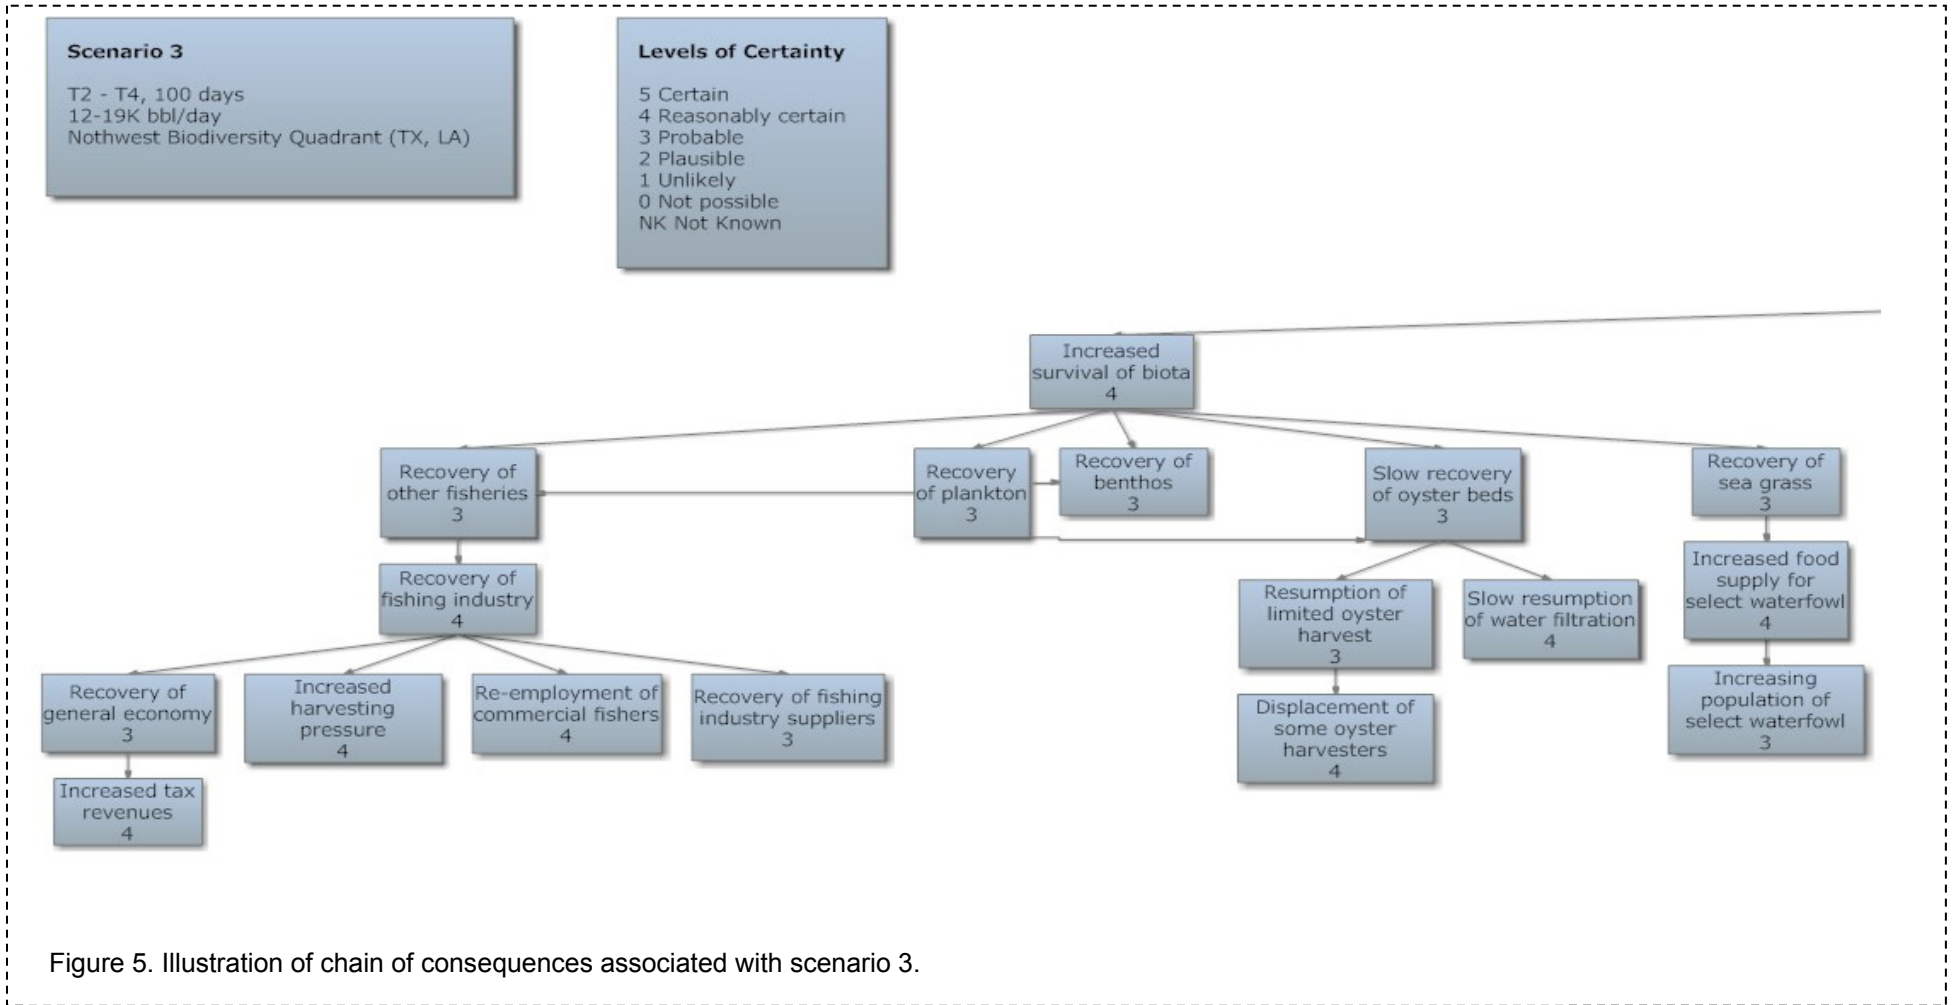 Scenario 3
T2 - T4, 100 days
12-19K bbl/day
Nothwest Biodiversity Quadrant (TX, LA)
Levels of Certainty
5 Certain
4 Reasonably certain
3 Probable
2 Plausible
1 Unlikely
0 Not possible
NK Not Known
Increased
survival of biota
4
Recovery of
other fisheries
3
Recovery
of plankton
3
Recovery of
benthos
3
Slow recovery
of oyster beds
3
Recovery of
sea grass
3
Recovery of
fishing industry
4
Resumption of
limited oyster
harvest
3
Slow resumption
of water filtration
4
Increased food
supply for
select waterfowl
4
Recovery of
general economy
3
Increased
harvesting
pressure
4
Re-employment of
commercial fishers
4
Recovery of fishing
industry suppliers
3
Displacement of
some oyster
harvesters
4
Increasing
population of
select waterfowl
3
Increased tax
revenues
4
Figure 5. Illustration of chain of consequences associated with scenario 3.